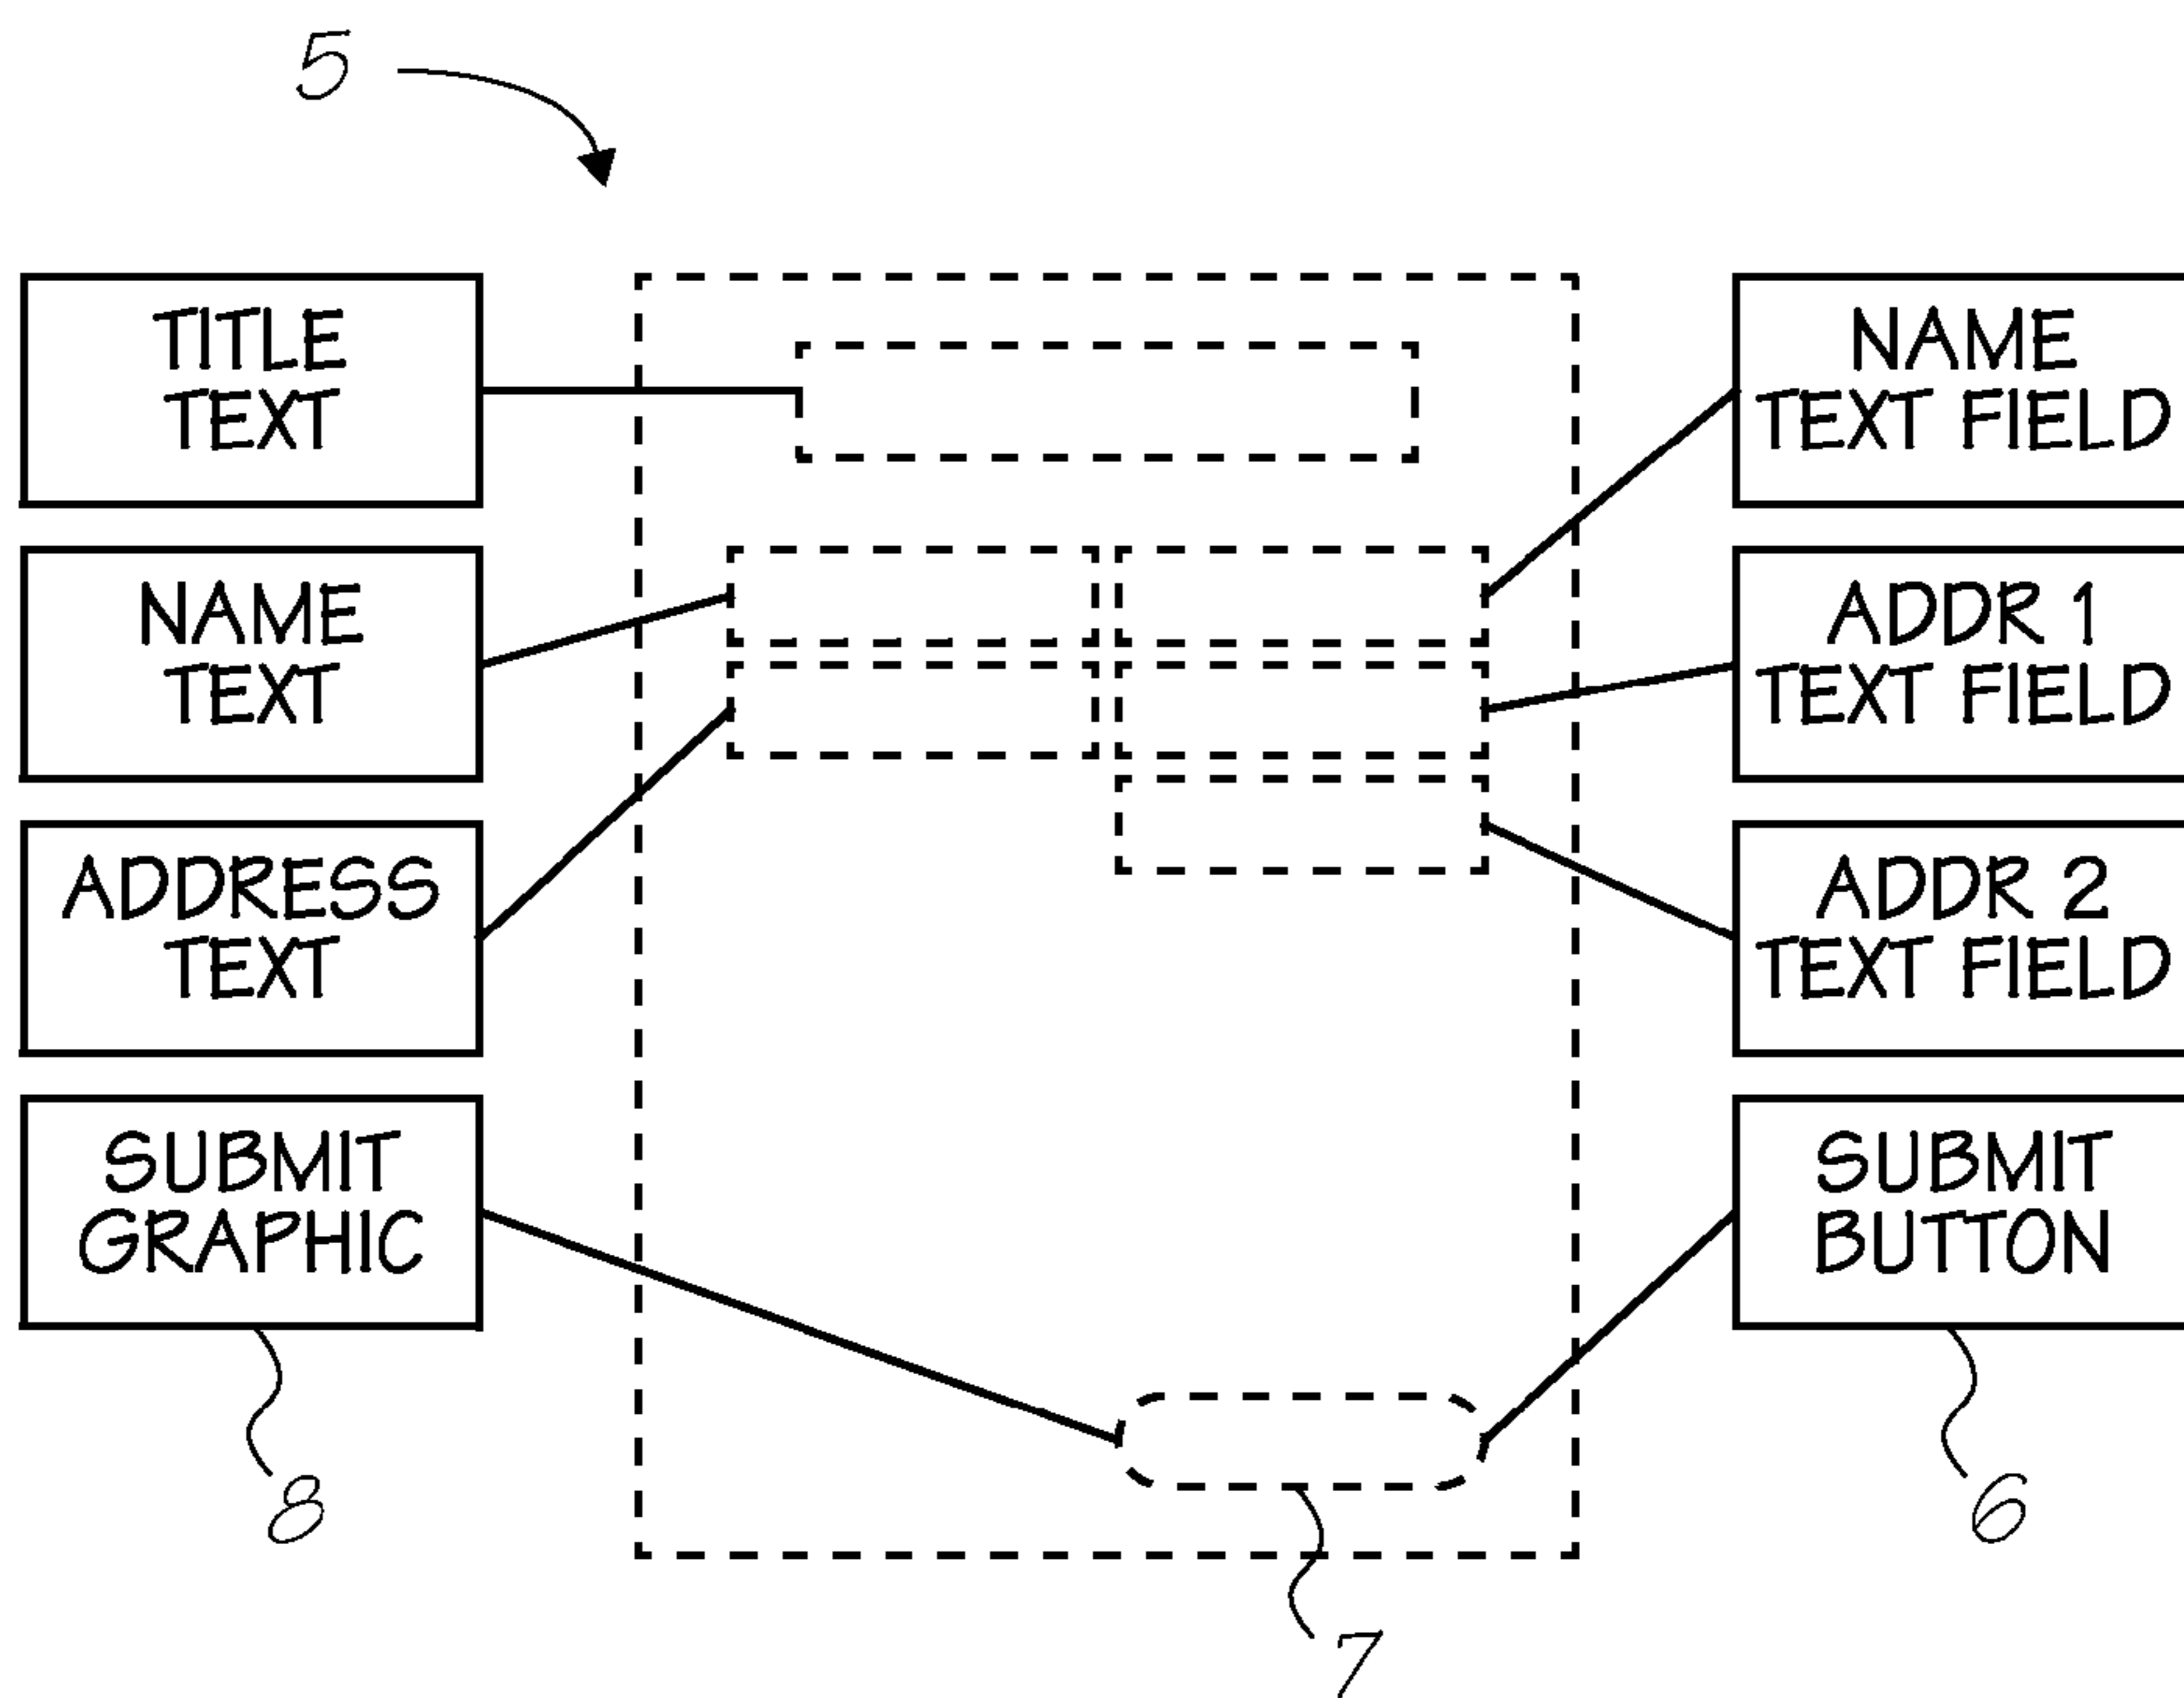 5
TITLE
TEXT
NAME
TEXT FIELD
NAME
TEXT
ADDR 1
TEXT FIELD
ADDRESS
TEXT
ADDR 2
TEXT FIELD
SUBMIT
GRAPHIC
SUBMIT
BUTTON
8
6
7